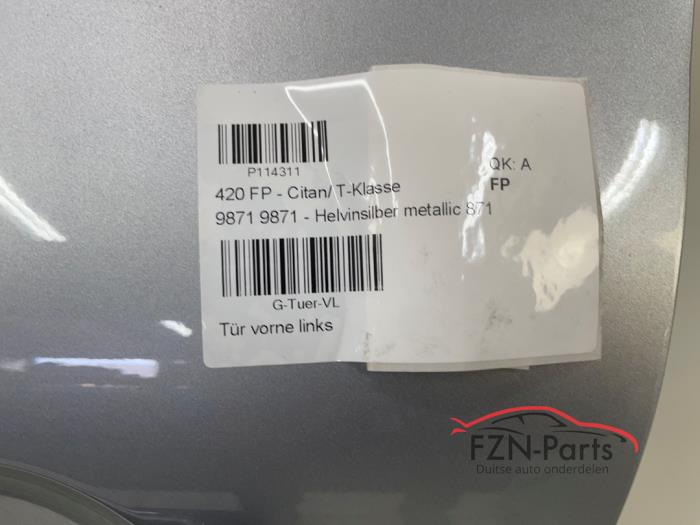 P114311
QK: A
420 FP - Citan/ T-Klasse
FP
9871 9871 - Helvinsilber metallic 871
G-Tuer-VL
Tür vorne links
FZN-Parts
Duitse auto onderdelen